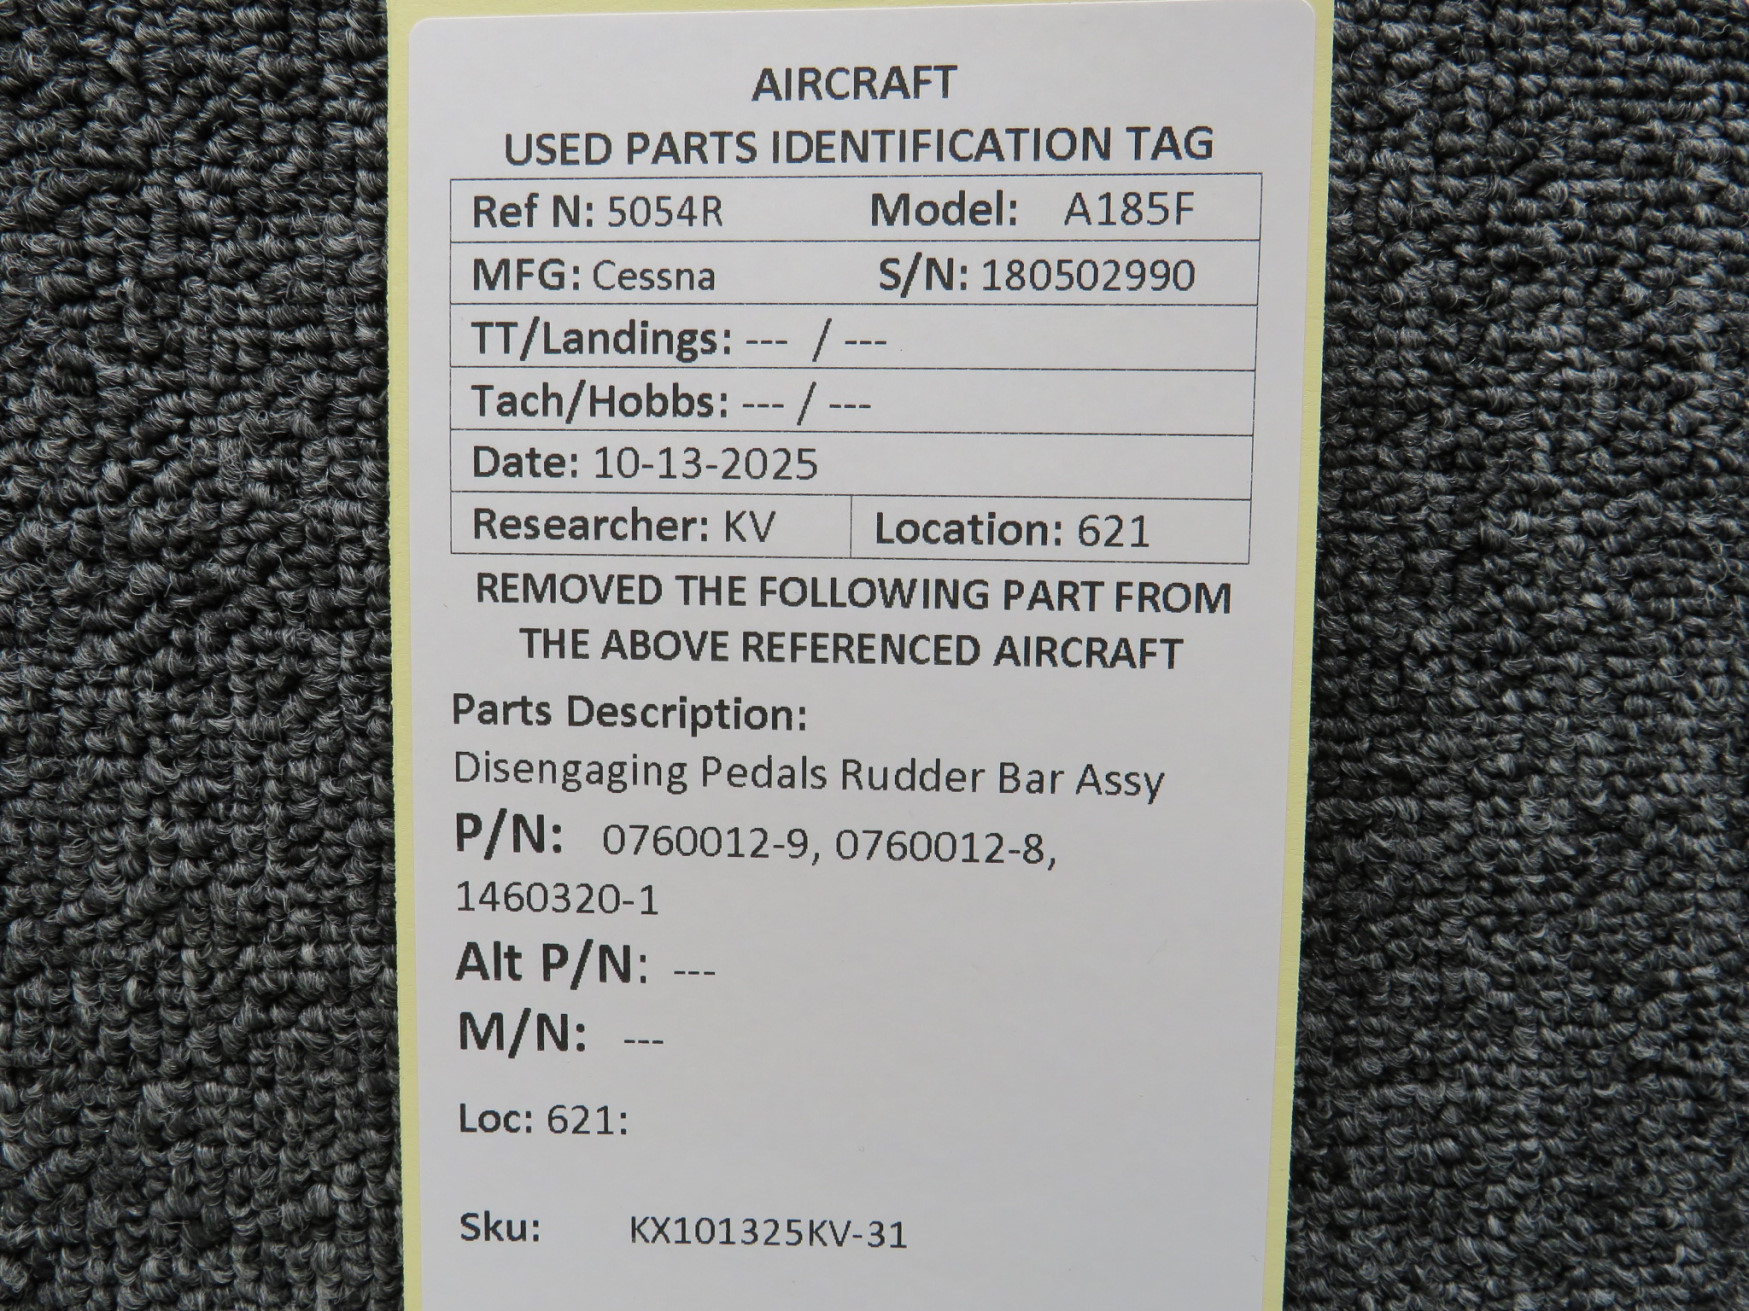 AIRCRAFT
USED PARTS IDENTIFICATION TAG
Ref N: 5054R Model: A185F
MFG: Cessna S/N: 180502990
TT/Landings: --- / ---
Tach/Hobbs: --- / ---
Date: 10-13-2025
Researcher: KV Location: 621
REMOVED THE FOLLOWING PART FROM
THE ABOVE REFERENCED AIRCRAFT
Parts Description:
Disengaging Pedals Rudder Bar Assy
P/N: 0760012-9, 0760012-8,
1460320-1
Alt P/N: ---
M/N: ---
Loc: 621:
Sku: KX101325KV-31